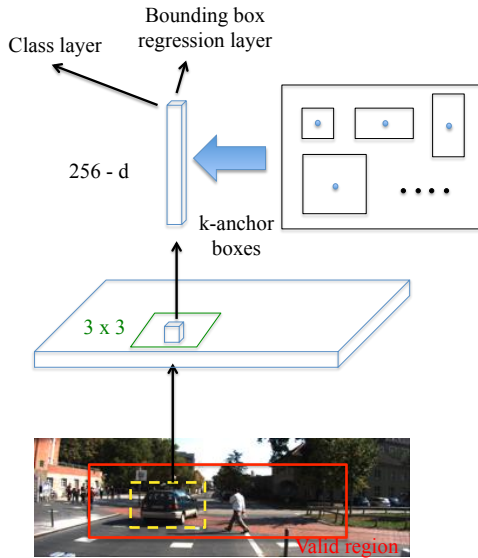 Bounding box
regression layer
Class layer
256 - d
k-anchor
boxes
3 x 3
Valid region